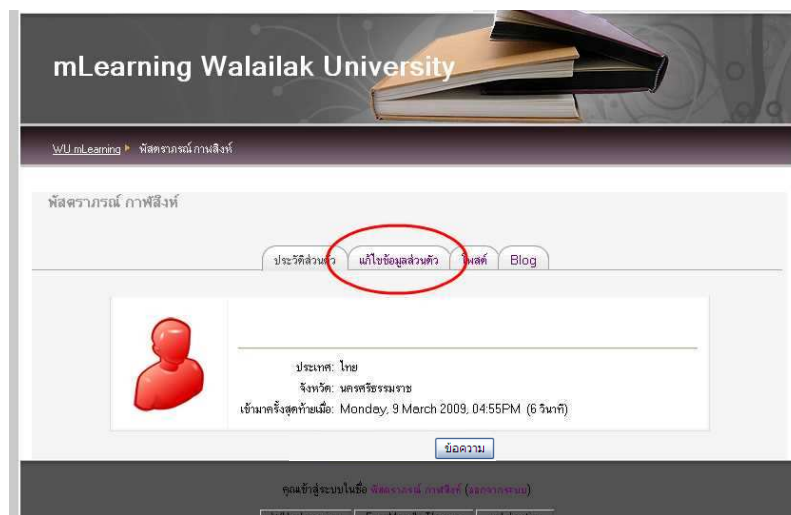 mLearning Walailak University
WU mLearning ► พัสตราภรณ์ กาฬสิงห์
พัสตราภรณ์ กาฬสิงห์
ประวัติส่วนตัว แก้ไขข้อมูลส่วนตัว โพสต์ Blog
ประเทศ: ไทย
จังหวัด: นครศรีธรรมราช
เข้ามาครั้งสุดท้ายเมื่อ: Monday, 9 March 2009, 04:55PM (6 วินาที)
ข้อความ
คุณเข้าสู่ระบบในชื่อ พัสตราภรณ์ กาฬสิงห์ (ออกจากระบบ)